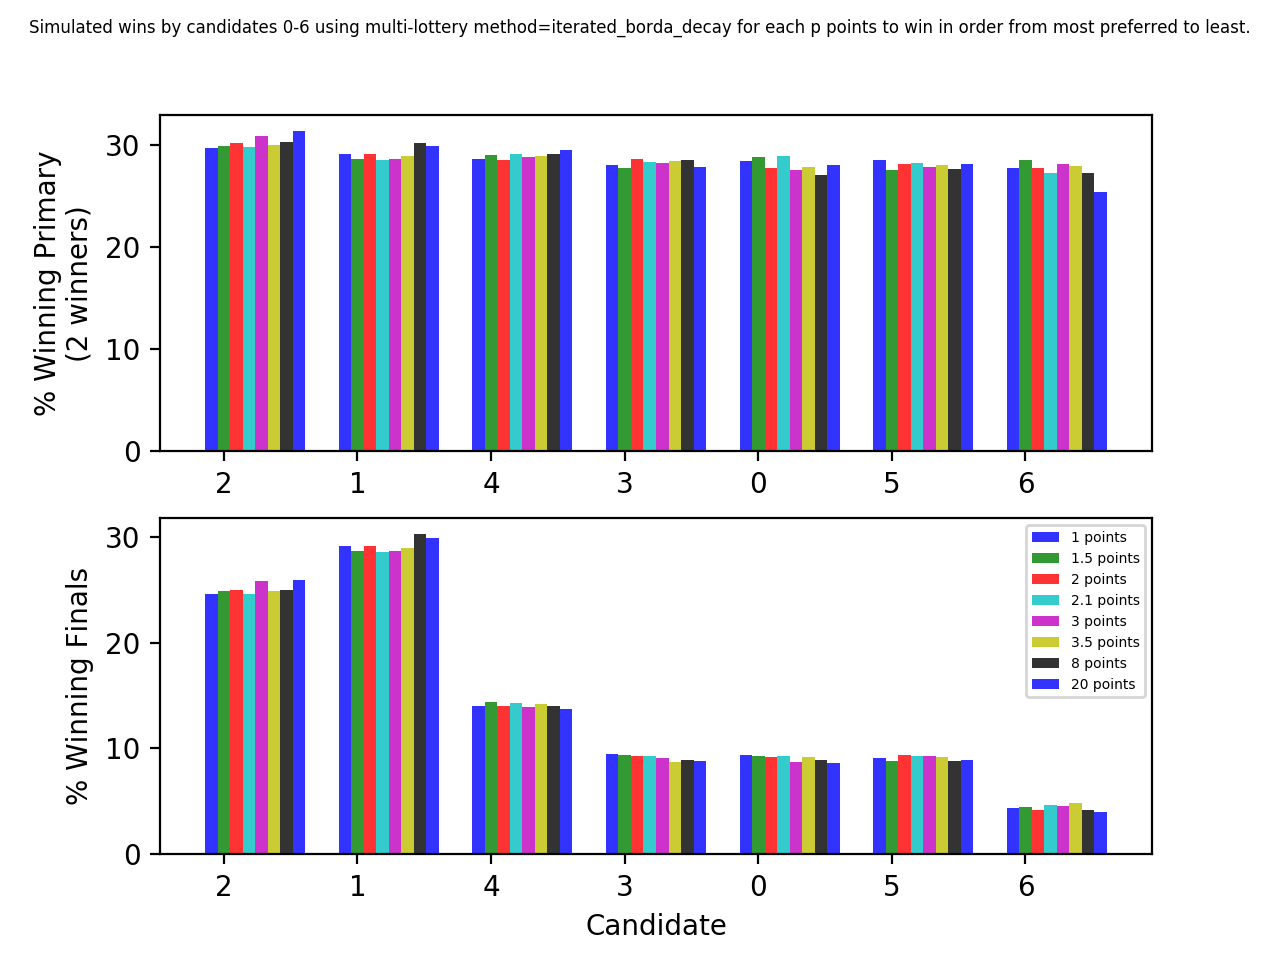 Simulated wins by candidates 0-6 using multi-lottery method=iterated_borda_decay for each p points to win in order from most preferred to least.
% Winning Primary
(2 winners)
30
20
10
0
2 1 4 3 0 5 6
% Winning Finals
30
20
10
0
1 points
1.5 points
2 points
2.1 points
3 points
3.5 points
8 points
20 points
2 1 4 3 0 5 6
Candidate